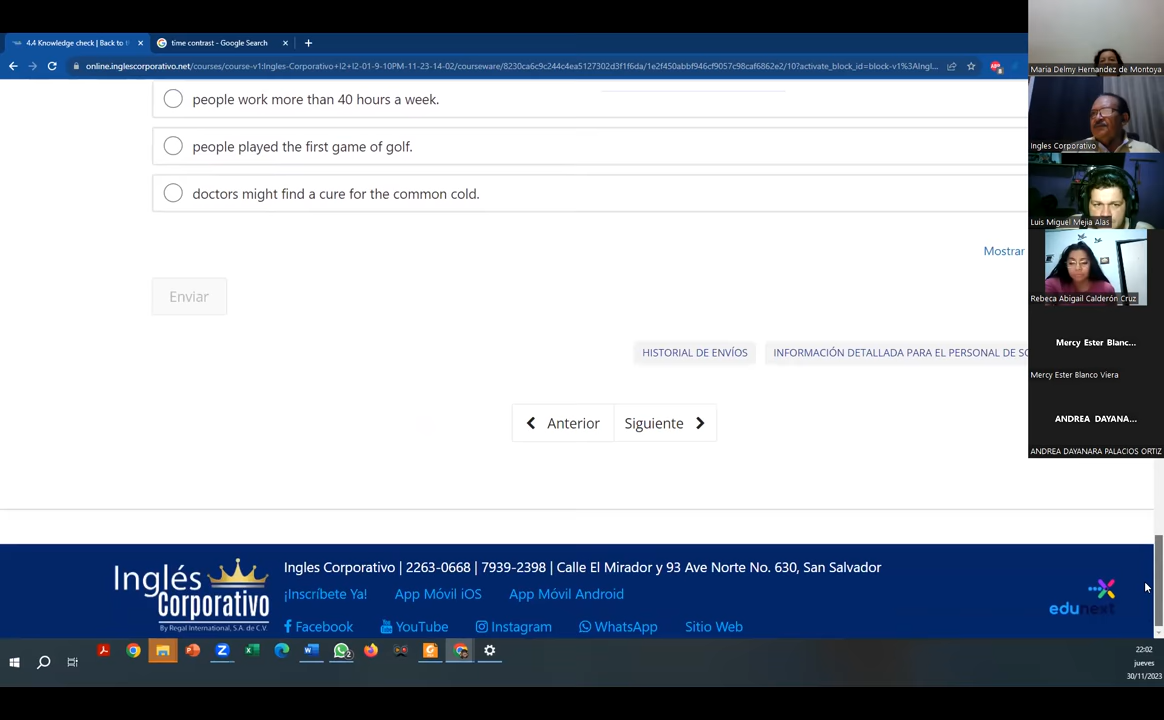 4.4 Knowledge check | Back to t
time contrast - Google Search
online.inglescorporativo.net/courses/course-v1:Ingles-Corporativo+I2+I2-01-9-10PM-11-23-14-02/courseware/8230ca6c9c244c4ea5127302d3f1f6da/1e2f450abbf946cf9057c98caf6862e2/10?activate_block_id=block-v1%3AIngl...
people work more than 40 hours a week.
people played the first game of golf.
doctors might find a cure for the common cold.
Mostrar
Enviar
HISTORIAL DE ENVÍOS
INFORMACIÓN DETALLADA PARA EL PERSONAL DE SO
Anterior
Siguiente
Inglés
Corporativo
By Regal International, S.A. de C.V.
Ingles Corporativo | 2263-0668 | 7939-2398 | Calle El Mirador y 93 Ave Norte No. 630, San Salvador
¡Inscríbete Ya!
App Móvil iOS
App Móvil Android
Facebook
YouTube
Instagram
WhatsApp
Sitio Web
edunext
Maria Delmy Hernandez de Montoya
Ingles Corporativo
Luis Miguel Mejia Alas
Rebeca Abigail Calderón Cruz
Mercy Ester Blanc...
Mercy Ester Blanco Viera
ANDREA DAYANA...
ANDREA DAYANARA PALACIOS ORTIZ
22:02
jueves
30/11/2023